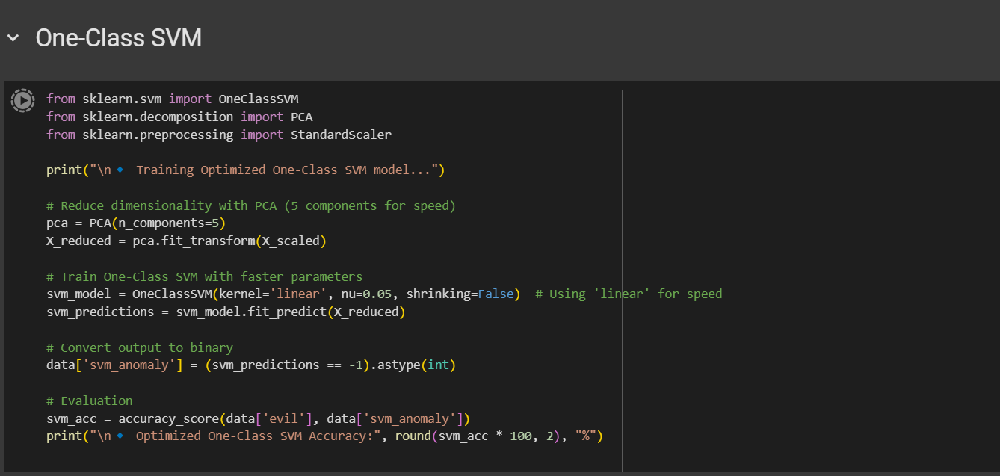 One-Class SVM
from sklearn.svm import OneClassSVM
from sklearn.decomposition import PCA
from sklearn.preprocessing import StandardScaler
print("\n🔹 Training Optimized One-Class SVM model...")
# Reduce dimensionality with PCA (5 components for speed)
pca = PCA(n_components=5)
X_reduced = pca.fit_transform(X_scaled)
# Train One-Class SVM with faster parameters
svm_model = OneClassSVM(kernel='linear', nu=0.05, shrinking=False)  # Using 'linear' for speed
svm_predictions = svm_model.fit_predict(X_reduced)
# Convert output to binary
data['svm_anomaly'] = (svm_predictions == -1).astype(int)
# Evaluation
svm_acc = accuracy_score(data['evil'], data['svm_anomaly'])
print("\n🔹 Optimized One-Class SVM Accuracy:", round(svm_acc * 100, 2), "%")